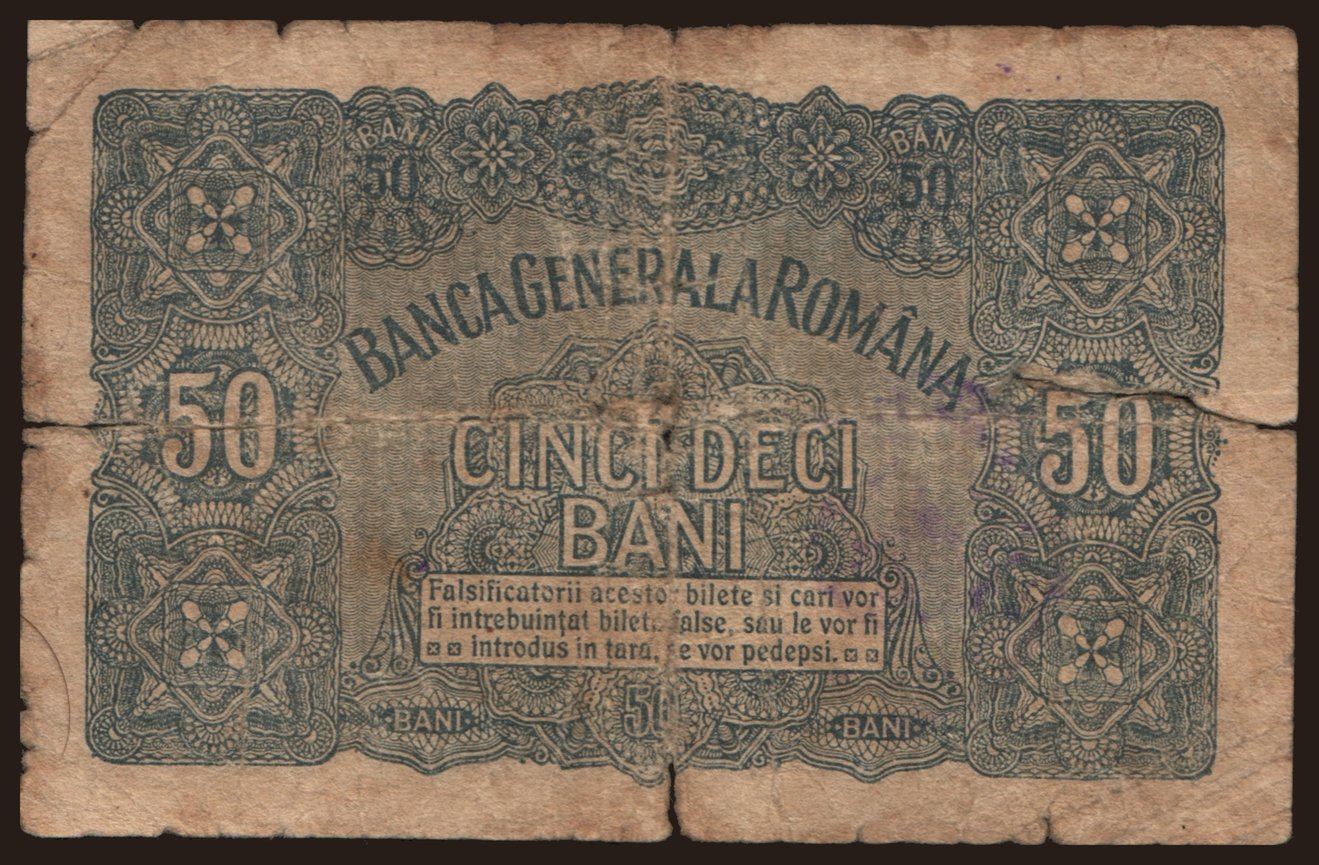 BANI
50
BANI
50
BANCA GENERALA ROMÂNA
50
50
CINCI DECI
BANI
Falsificatorii acestor bilete si cari vor
fi intrebuințat bilete false, sau le vor fi
introdus in țara, se vor pedepsi.
BANI
50
BANI